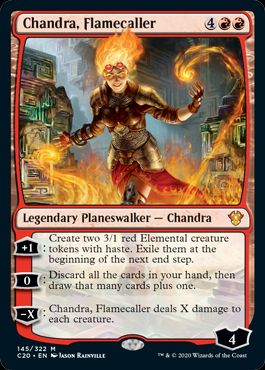 Chandra, Flamecaller 4
Legendary Planeswalker — Chandra
+1: Create two 3/1 red Elemental creature
tokens with haste. Exile them at the
beginning of the next end step.
0: Discard all the cards in your hand, then
draw that many cards plus one.
−X: Chandra, Flamecaller deals X damage to
each creature.
4
145/322 M
C20 • EN JASON RAINVILLE
™ & © 2020 Wizards of the Coast